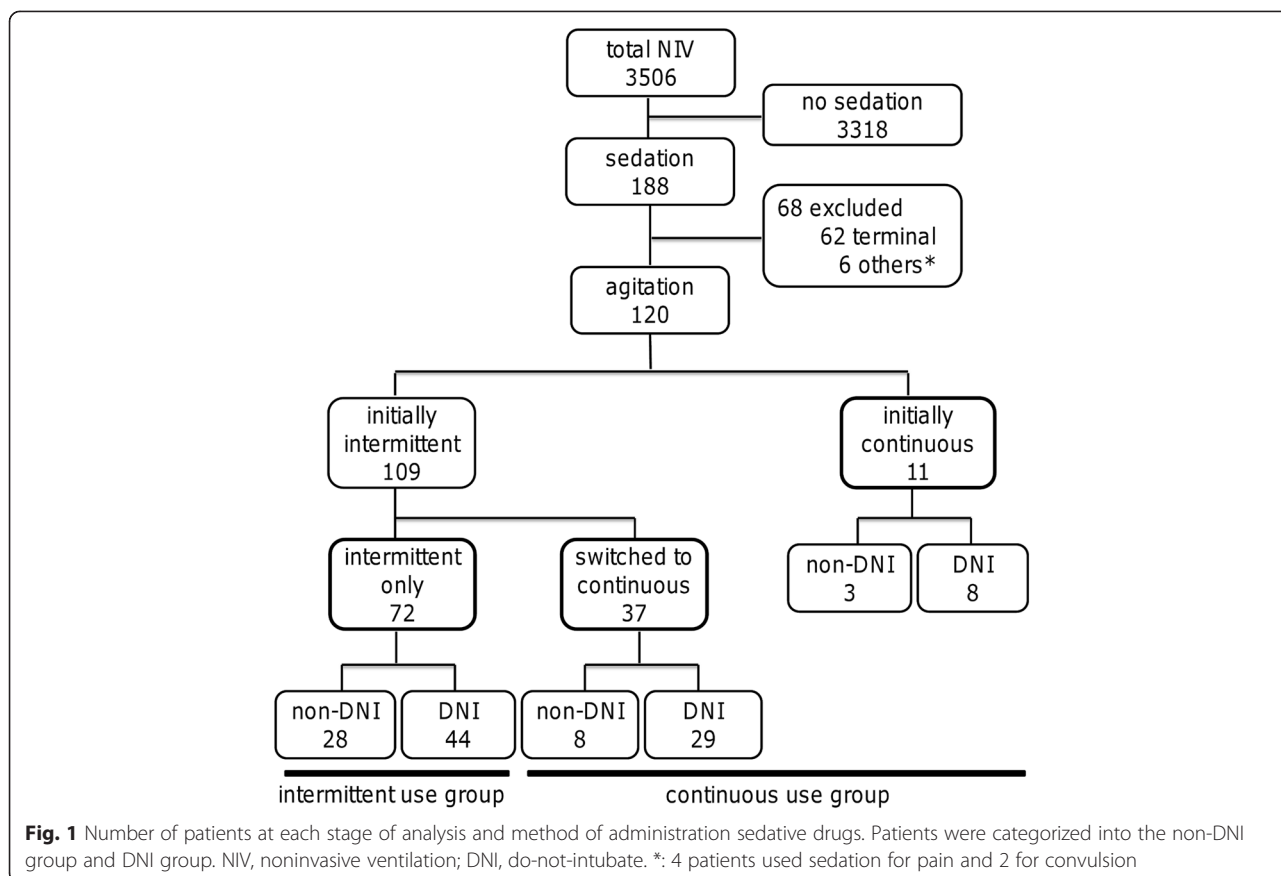 total NIV
3506
no sedation
3318
sedation
188
68 excluded
62 terminal
6 others*
agitation
120
initially
intermittent
109
initially
continuous
11
intermittent
only
72
switched to
continuous
37
non-DNI
3
DNI
8
non-DNI
28
DNI
44
non-DNI
8
DNI
29
intermittent use group
continuous use group
Fig. 1 Number of patients at each stage of analysis and method of administration sedative drugs. Patients were categorized into the non-DNI
group and DNI group. NIV, noninvasive ventilation; DNI, do-not-intubate. *: 4 patients used sedation for pain and 2 for convulsion